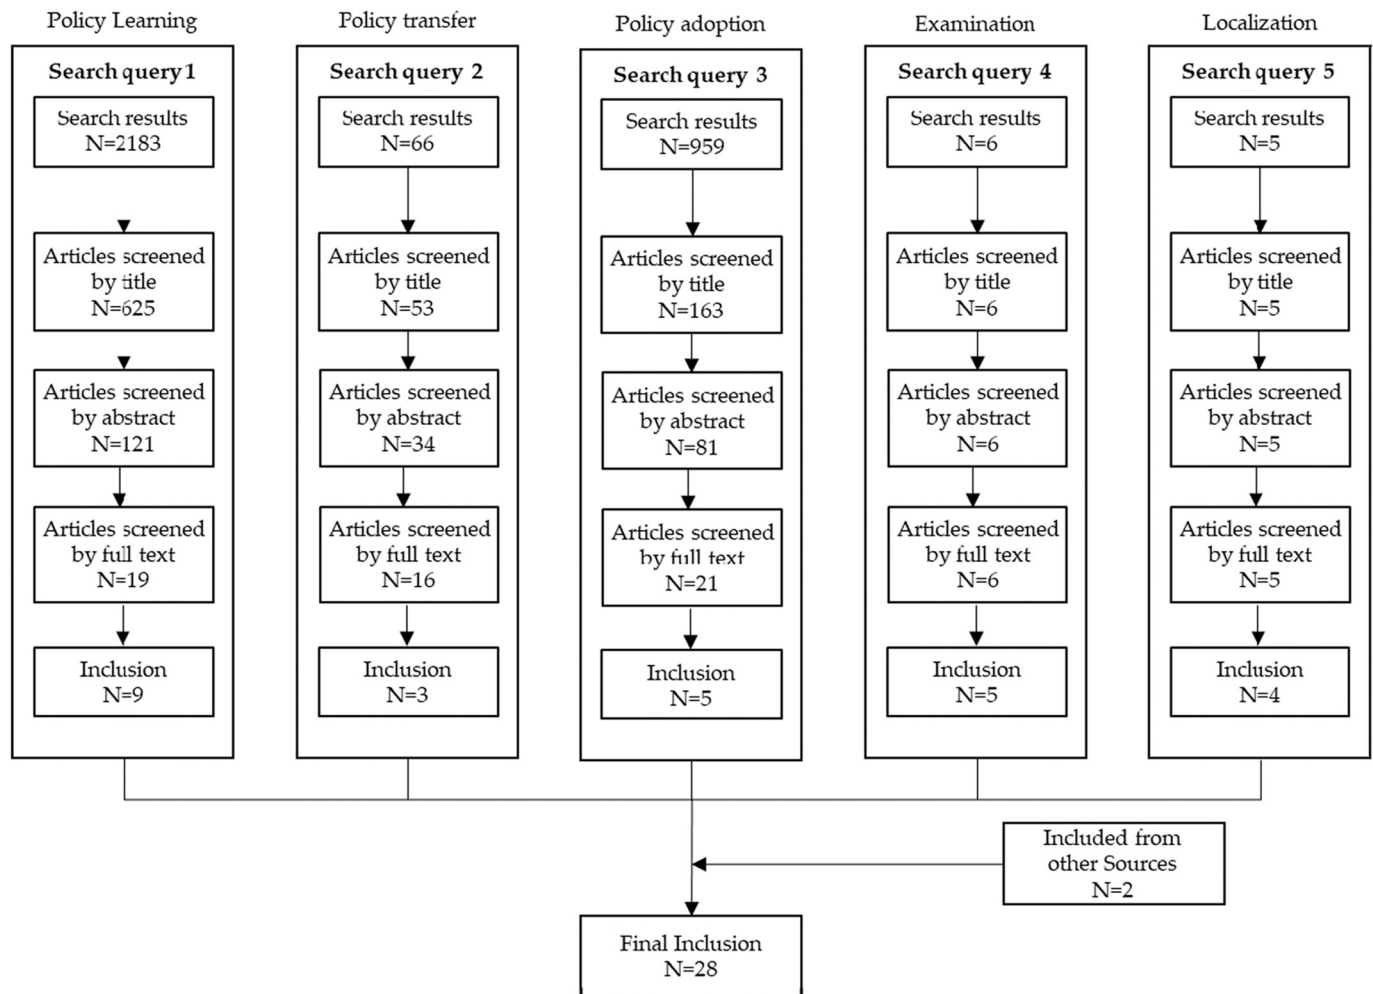 Policy Learning
Search query 1
Search results
N=2183
Articles screened
by title
N=625
Articles screened
by abstract
N=121
Articles screened
by full text
N=19
Inclusion
N=9
Policy transfer
Search query 2
Search results
N=66
Articles screened
by title
N=53
Articles screened
by abstract
N=34
Articles screened
by full text
N=16
Inclusion
N=3
Policy adoption
Search query 3
Search results
N=959
Articles screened
by title
N=163
Articles screened
by abstract
N=81
Articles screened
by full text
N=21
Inclusion
N=5
Examination
Search query 4
Search results
N=6
Articles screened
by title
N=6
Articles screened
by abstract
N=6
Articles screened
by full text
N=6
Inclusion
N=5
Localization
Search query 5
Search results
N=5
Articles screened
by title
N=5
Articles screened
by abstract
N=5
Articles screened
by full text
N=5
Inclusion
N=4
Included from
other Sources
N=2
Final Inclusion
N=28